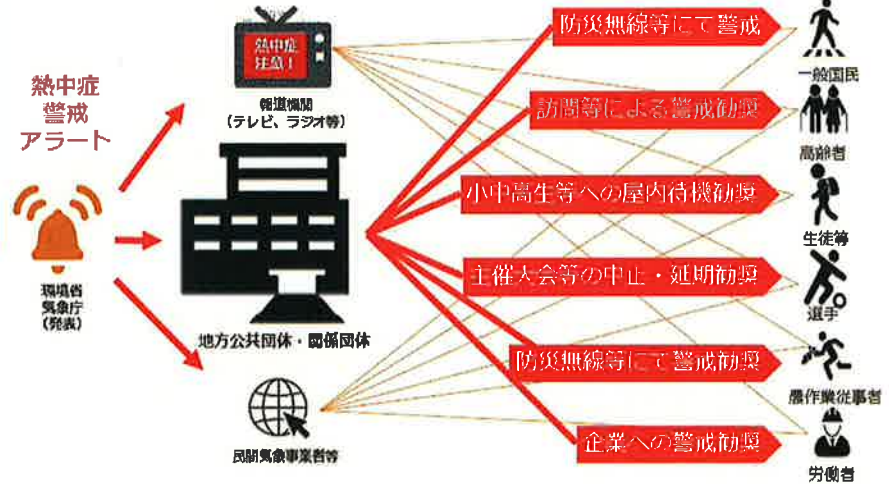 熱中症
警戒
アラート
環境省
気象庁
(発表)
熱中症
注意!
報道機関
(テレビ、ラジオ等)
地方公共団体・関係団体
民間気象事業者等
防災無線等にて警戒
訪問等による警戒勧奨
小中高生等への屋内待機勧奨
主催大会等の中止・延期勧奨
防災無線等にて警戒勧奨
企業への警戒勧奨
一般国民
高齢者
生徒等
選手
農作業従事者
労働者